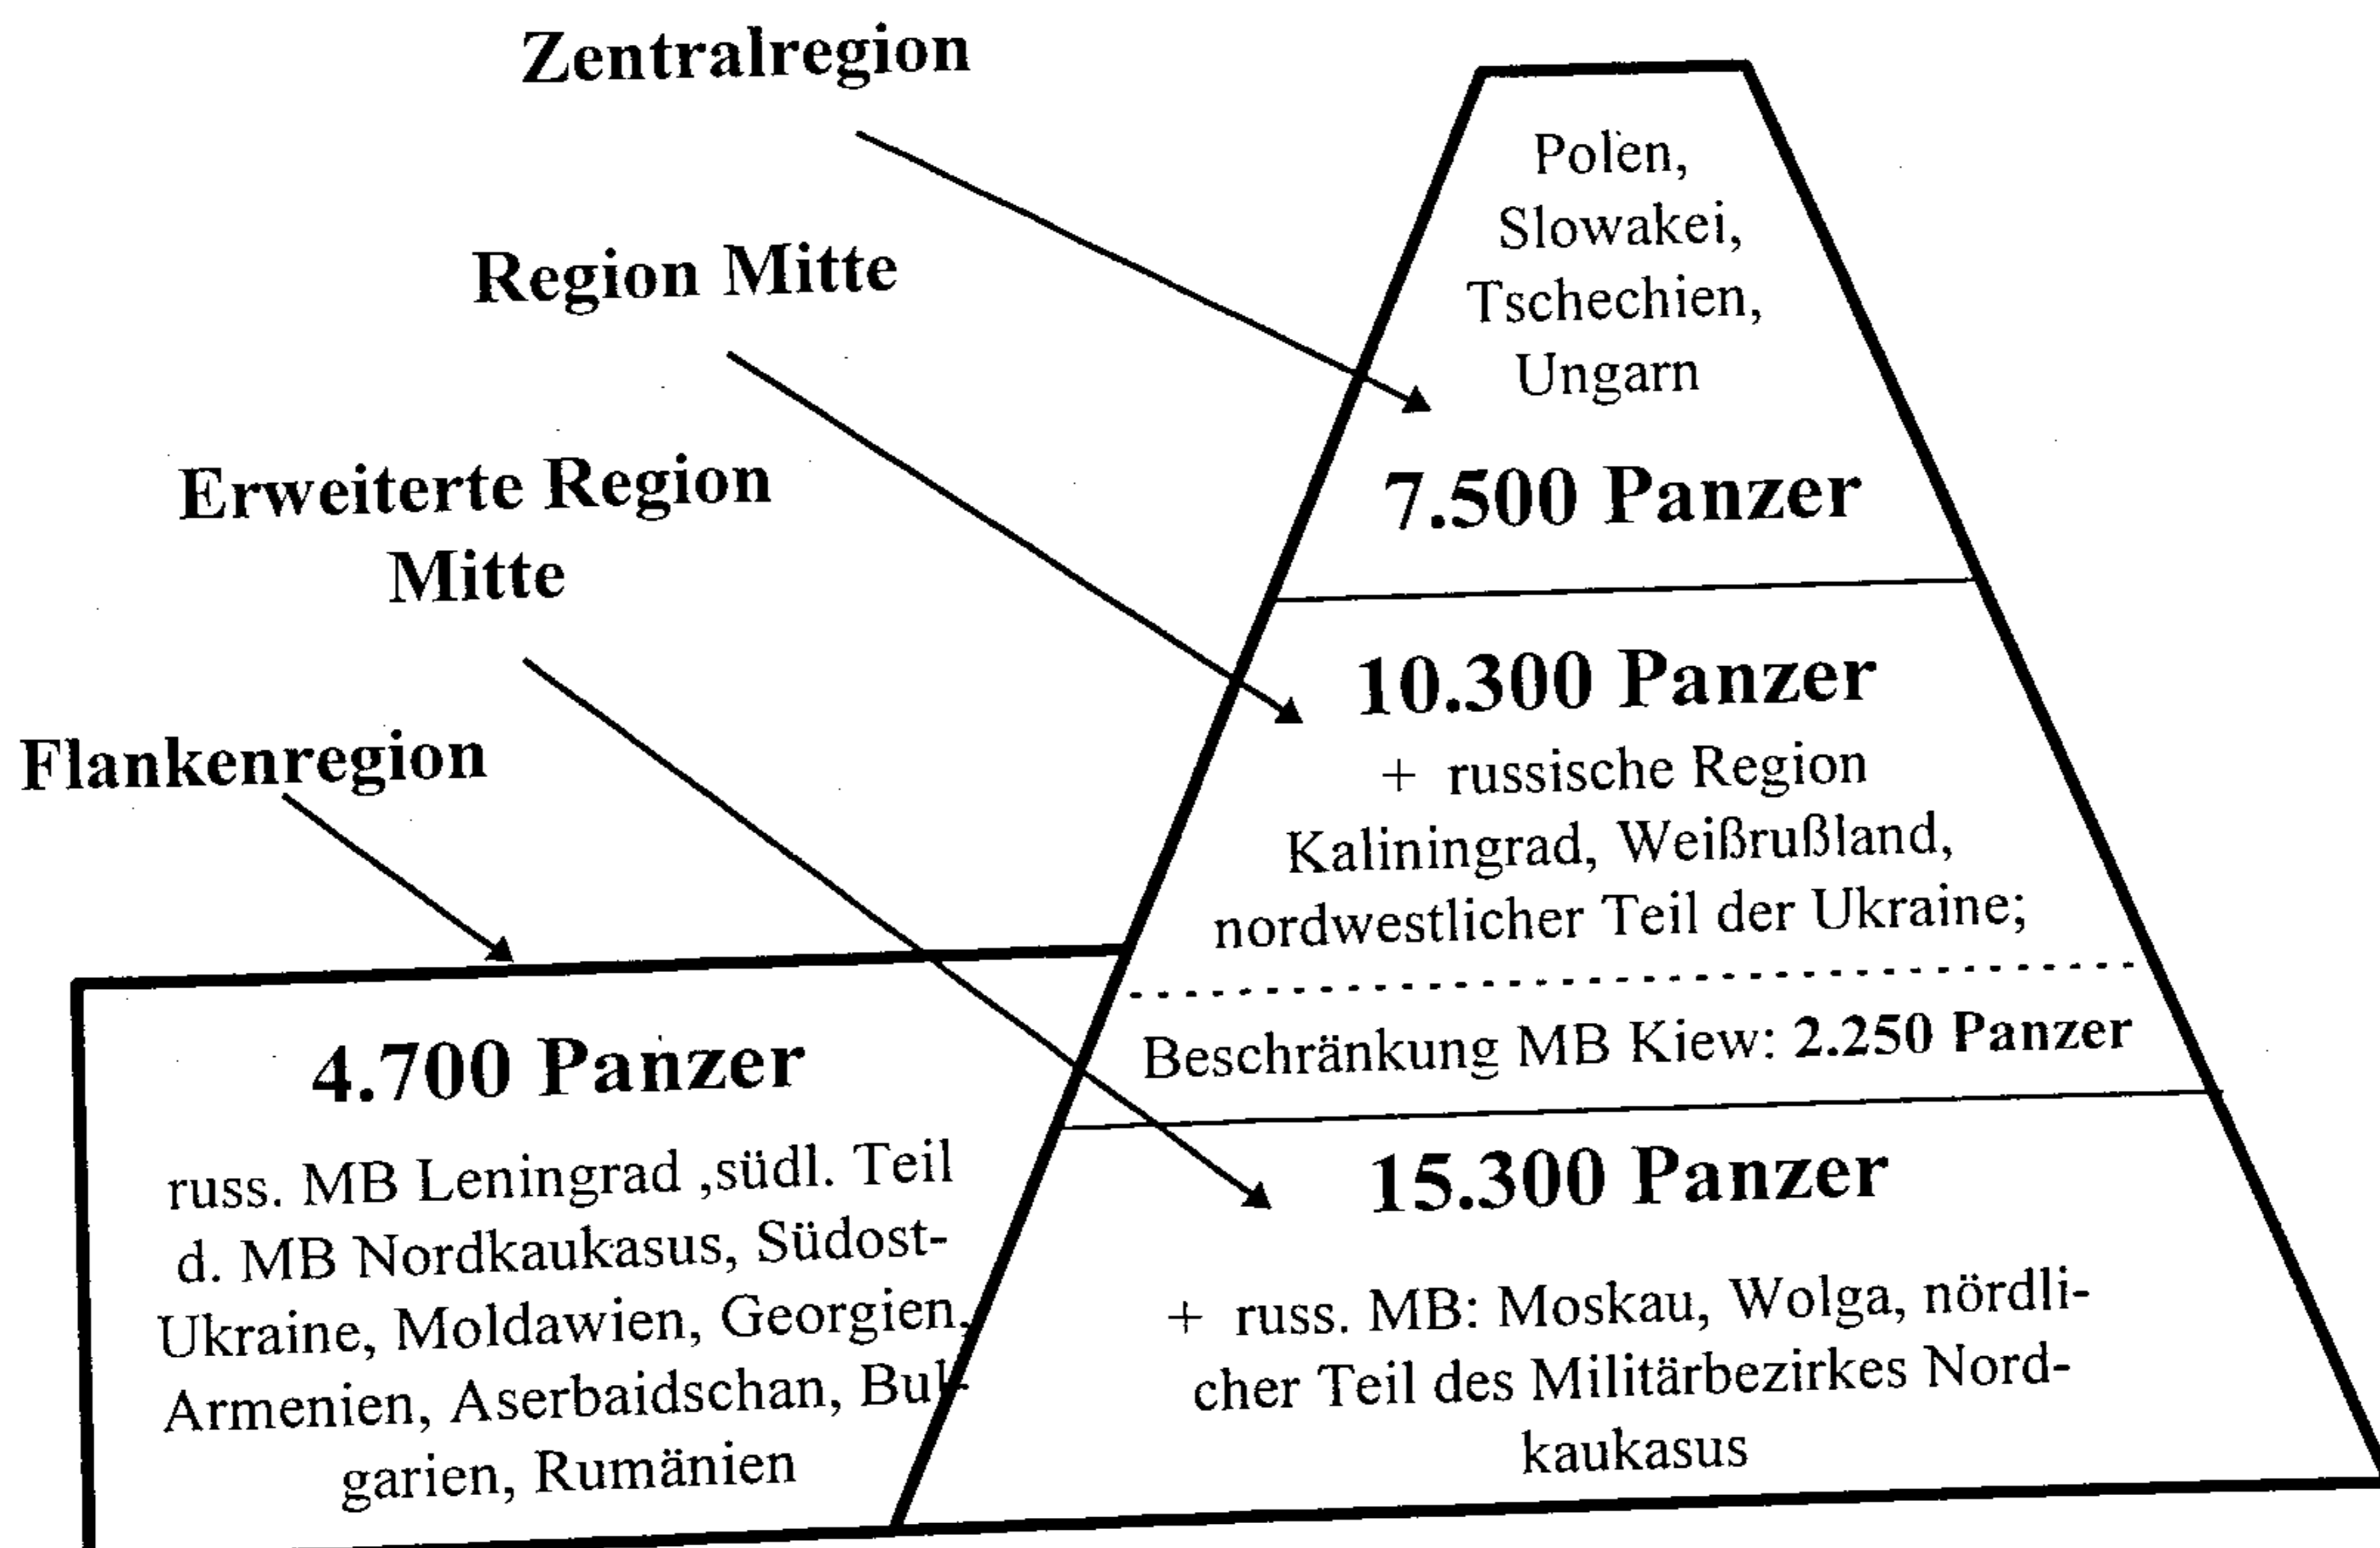 Zentralregion
Region Mitte
Erweiterte Region
Mitte
Flankenregion
Polen,
Slowakei,
Tschechien,
Ungarn
7.500 Panzer
10.300 Panzer
+ russische Region
Kaliningrad, Weißrußland,
nordwestlicher Teil der Ukraine;
Beschränkung MB Kiew: 2.250 Panzer
15.300 Panzer
+ russ. MB: Moskau, Wolga, nördli-
cher Teil des Militärbezirkes Nord-
kaukasus
4.700 Panzer
russ. MB Leningrad ,südl. Teil
d. MB Nordkaukasus, Südost-
Ukraine, Moldawien, Georgien,
Armenien, Aserbaidschan, Bul-
garien, Rumänien